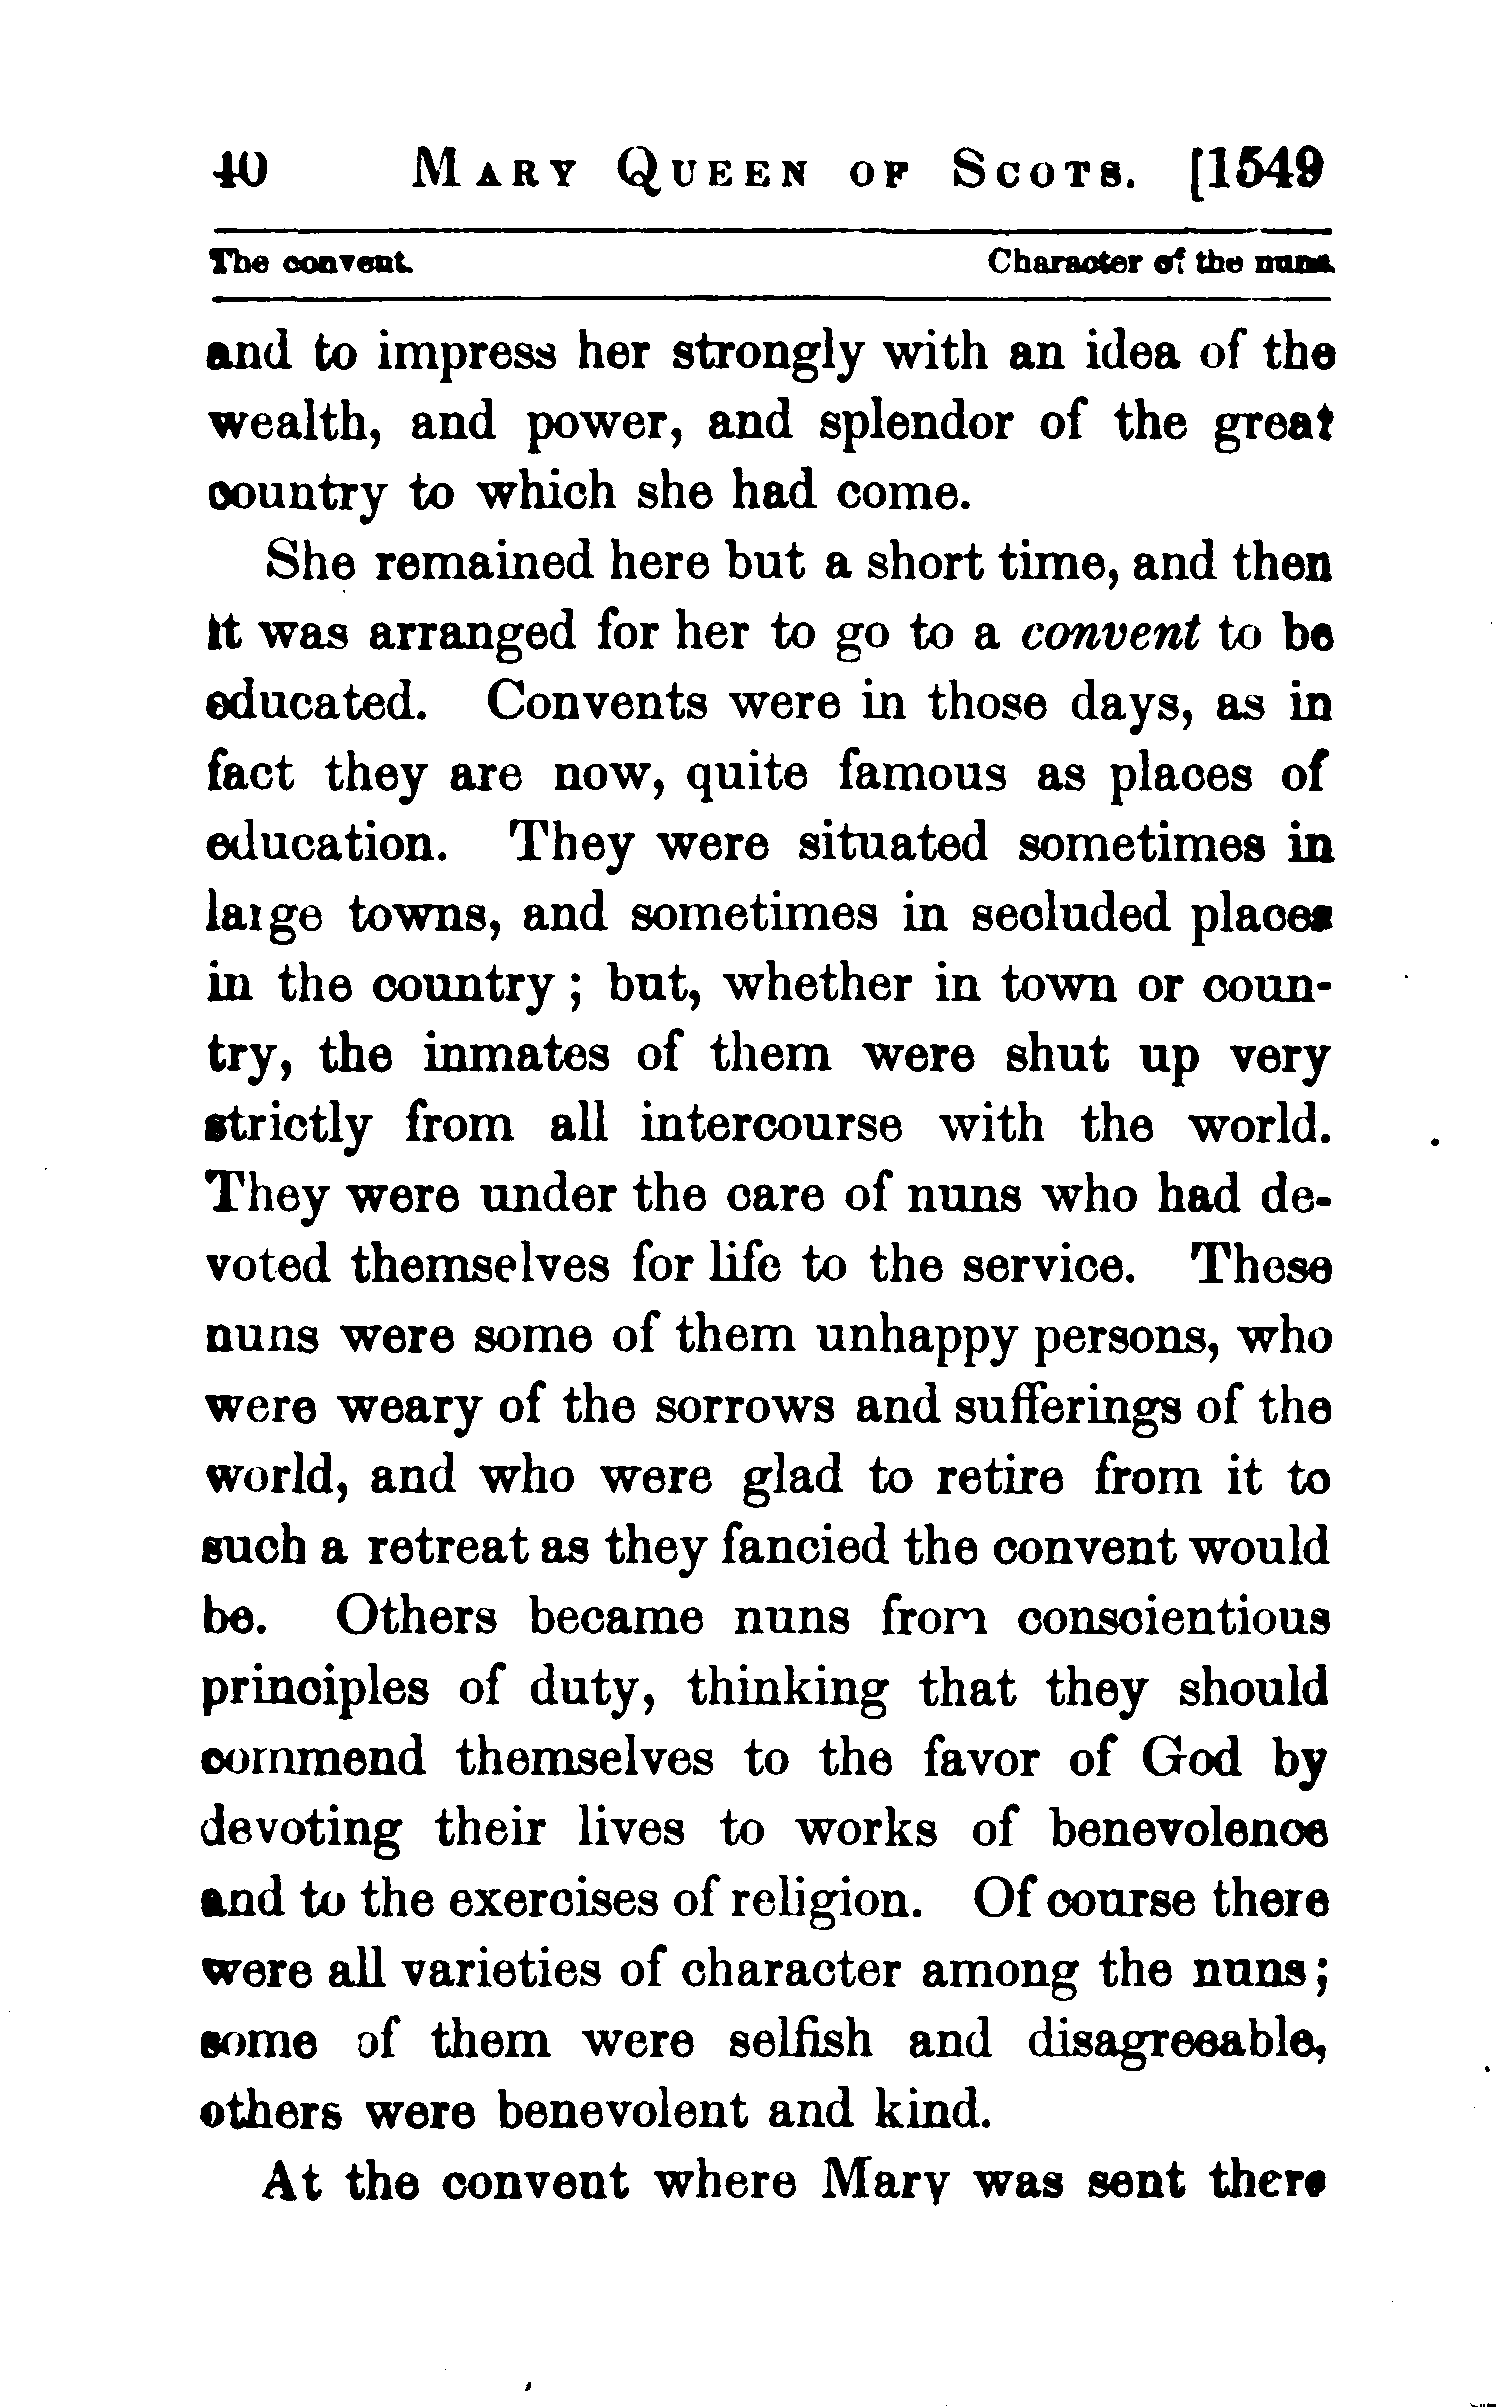 40 MARY QUEEN OF SCOTS. [1549
The convent. Character of the nuns.
and to impress her strongly with an idea of the
wealth, and power, and splendor of the great
country to which she had come.
She remained here but a short time, and then
it was arranged for her to go to a convent to be
educated. Convents were in those days, as in
fact they are now, quite famous as places of
education. They were situated sometimes in
large towns, and sometimes in secluded places
in the country; but, whether in town or coun-
try, the inmates of them were shut up very
strictly from all intercourse with the world.
They were under the care of nuns who had de-
voted themselves for life to the service. These
nuns were some of them unhappy persons, who
were weary of the sorrows and sufferings of the
world, and who were glad to retire from it to
such a retreat as they fancied the convent would
be. Others became nuns from conscientious
principles of duty, thinking that they should
commend themselves to the favor of God by
devoting their lives to works of benevolence
and to the exercises of religion. Of course there
were all varieties of character among the nuns;
some of them were selfish and disagreeable,
others were benevolent and kind.
At the convent where Mary was sent there